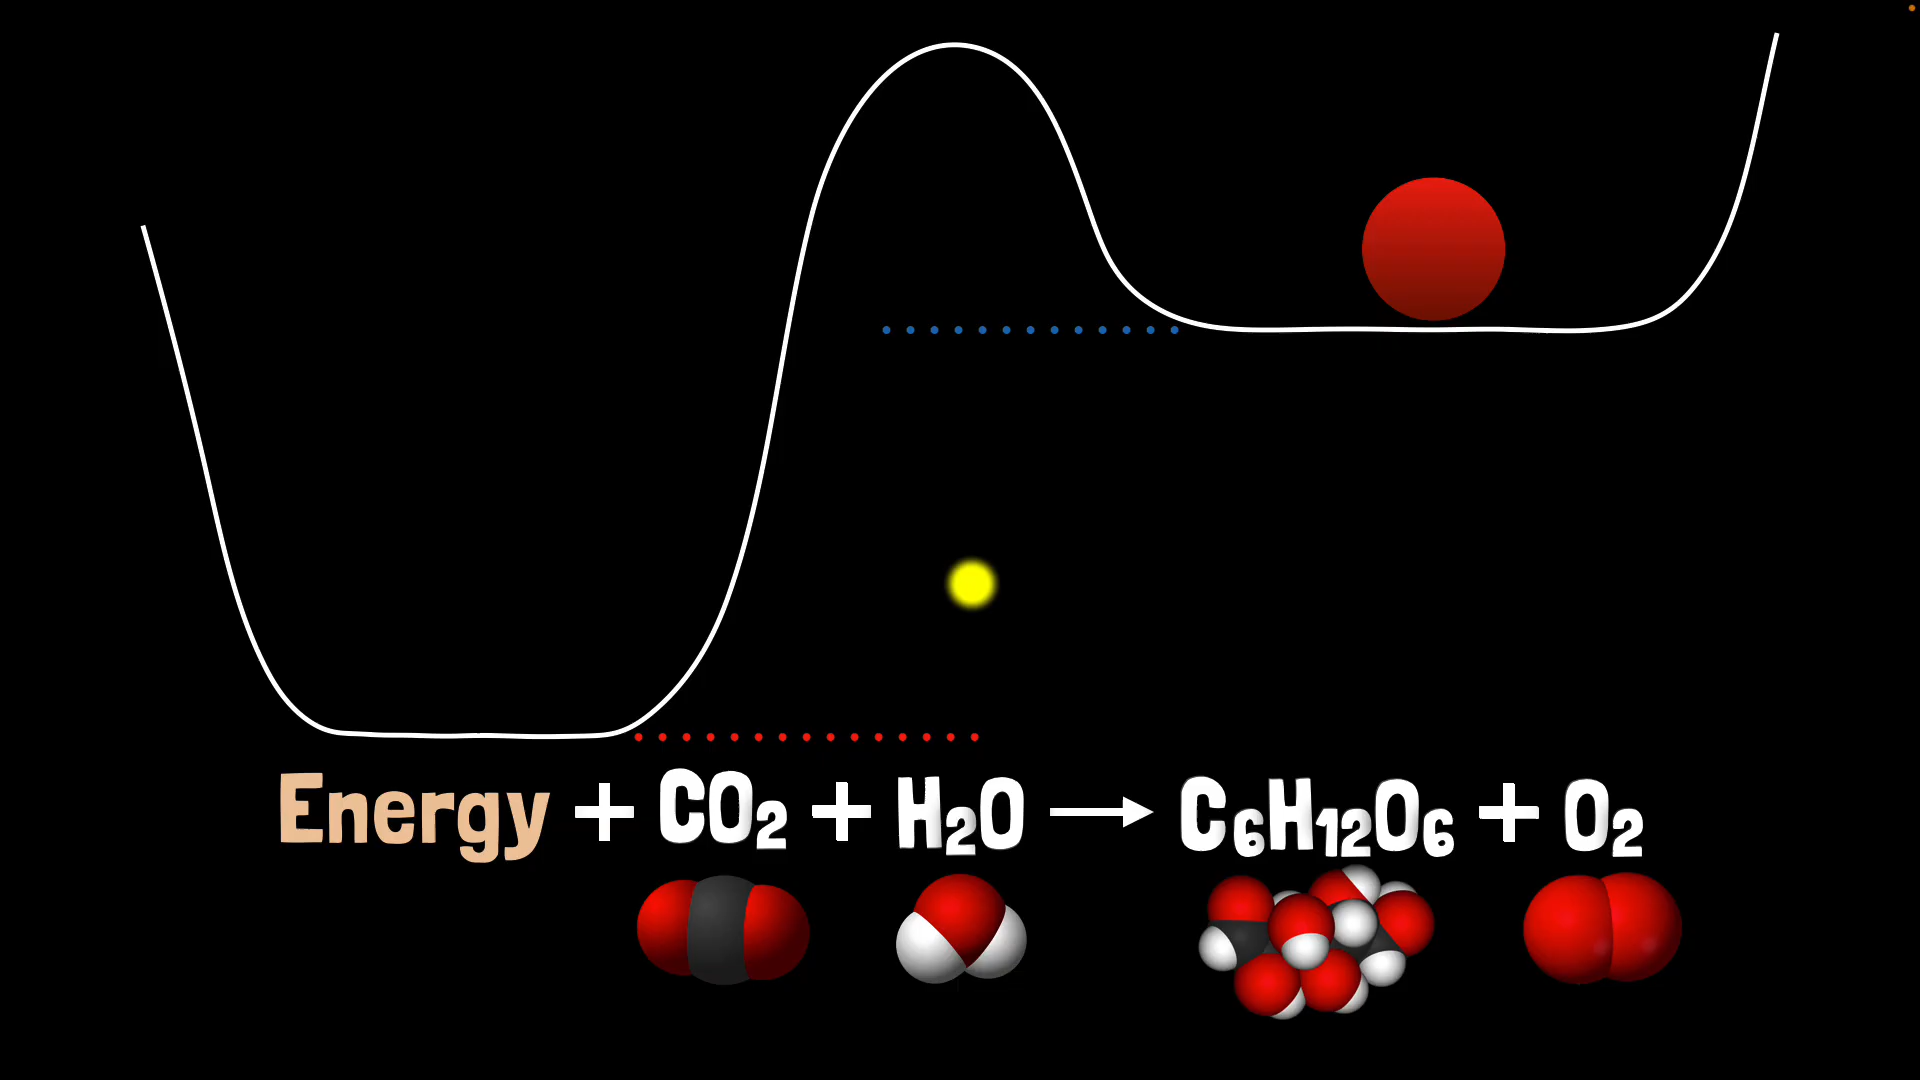 Energy + CO₂ + H₂O → C₆H₁₂O₆ + O₂